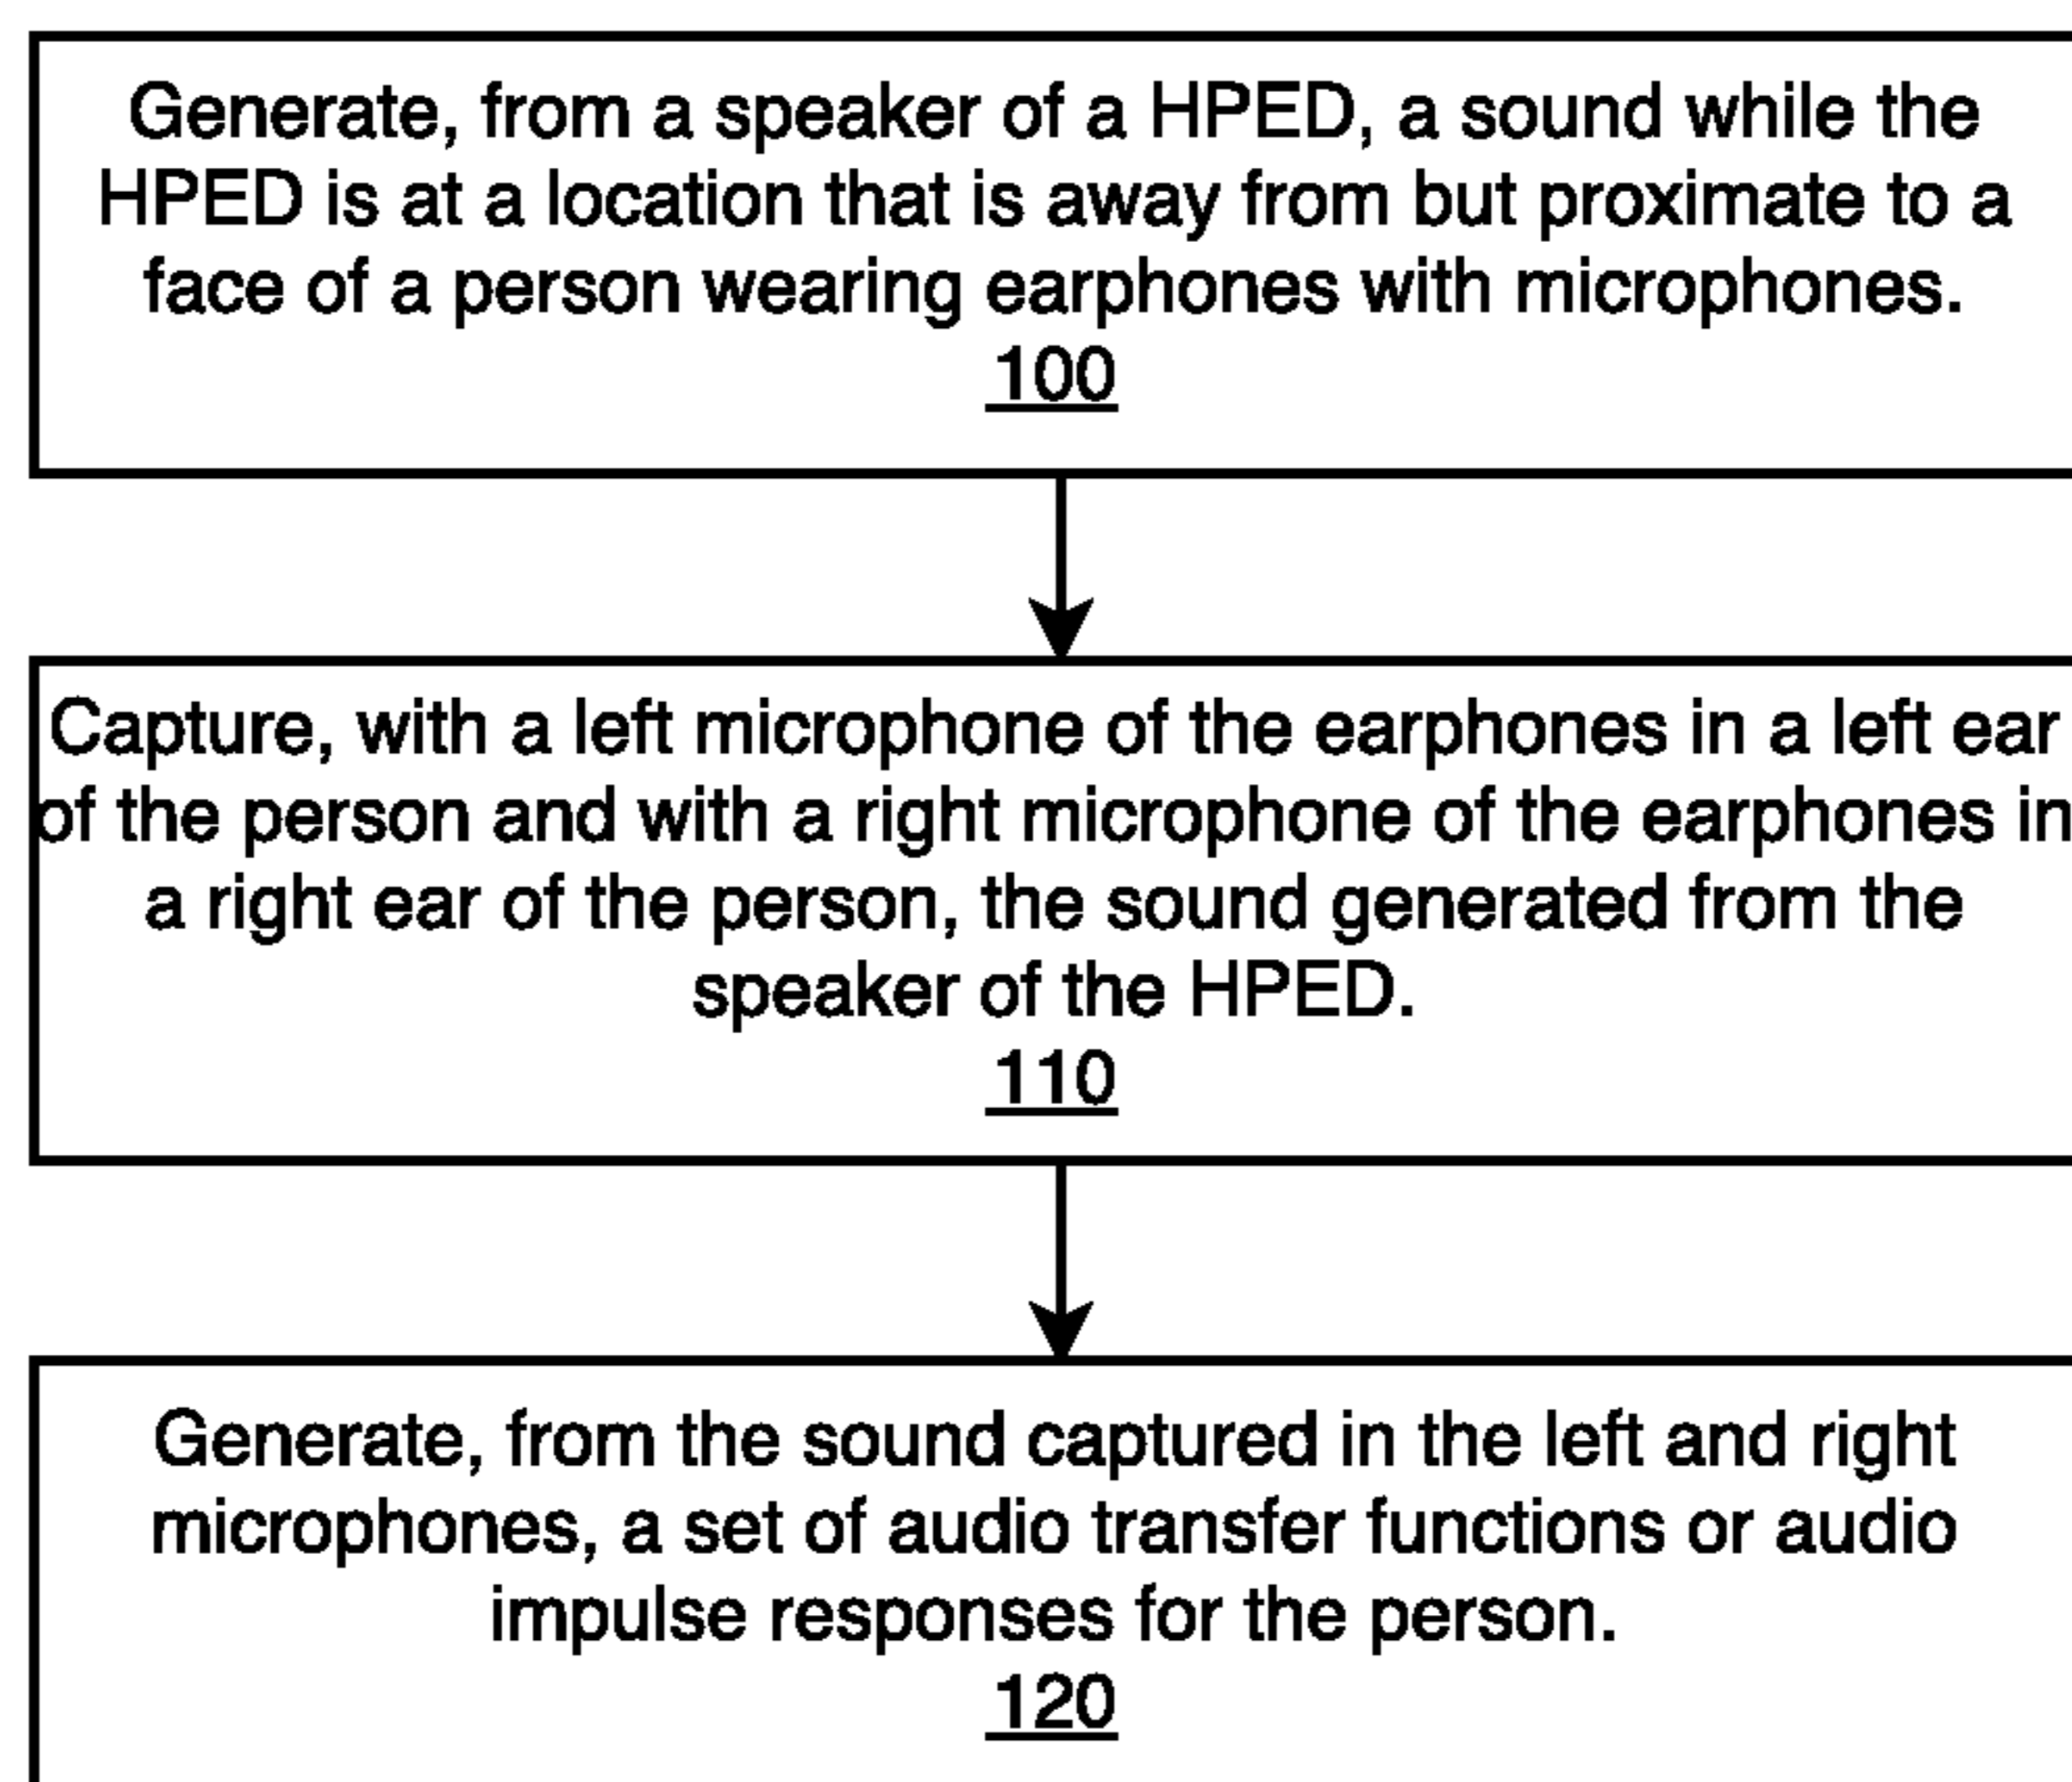 Generate, from a speaker of a HPED, a sound while the
HPED is at a location that is away from but proximate to a
face of a person wearing earphones with microphones.
100
Capture, with a left microphone of the earphones in a left ear
of the person and with a right microphone of the earphones in
a right ear of the person, the sound generated from the
speaker of the HPED.
110
Generate, from the sound captured in the left and right
microphones, a set of audio transfer functions or audio
impulse responses for the person.
120